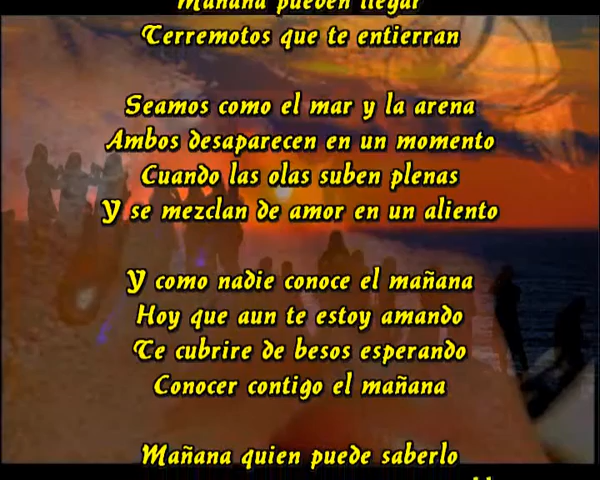 Mañana pueden llegar
Terremotos que te entierran
Seamos como el mar y la arena
Ambos desaparecen en un momento
Cuando las olas suben plenas
Y se mezclan de amor en un aliento
Y como nadie conoce el mañana
Hoy que aun te estoy amando
Te cubrire de besos esperando
Conocer contigo el mañana
Mañana quien puede saberlo